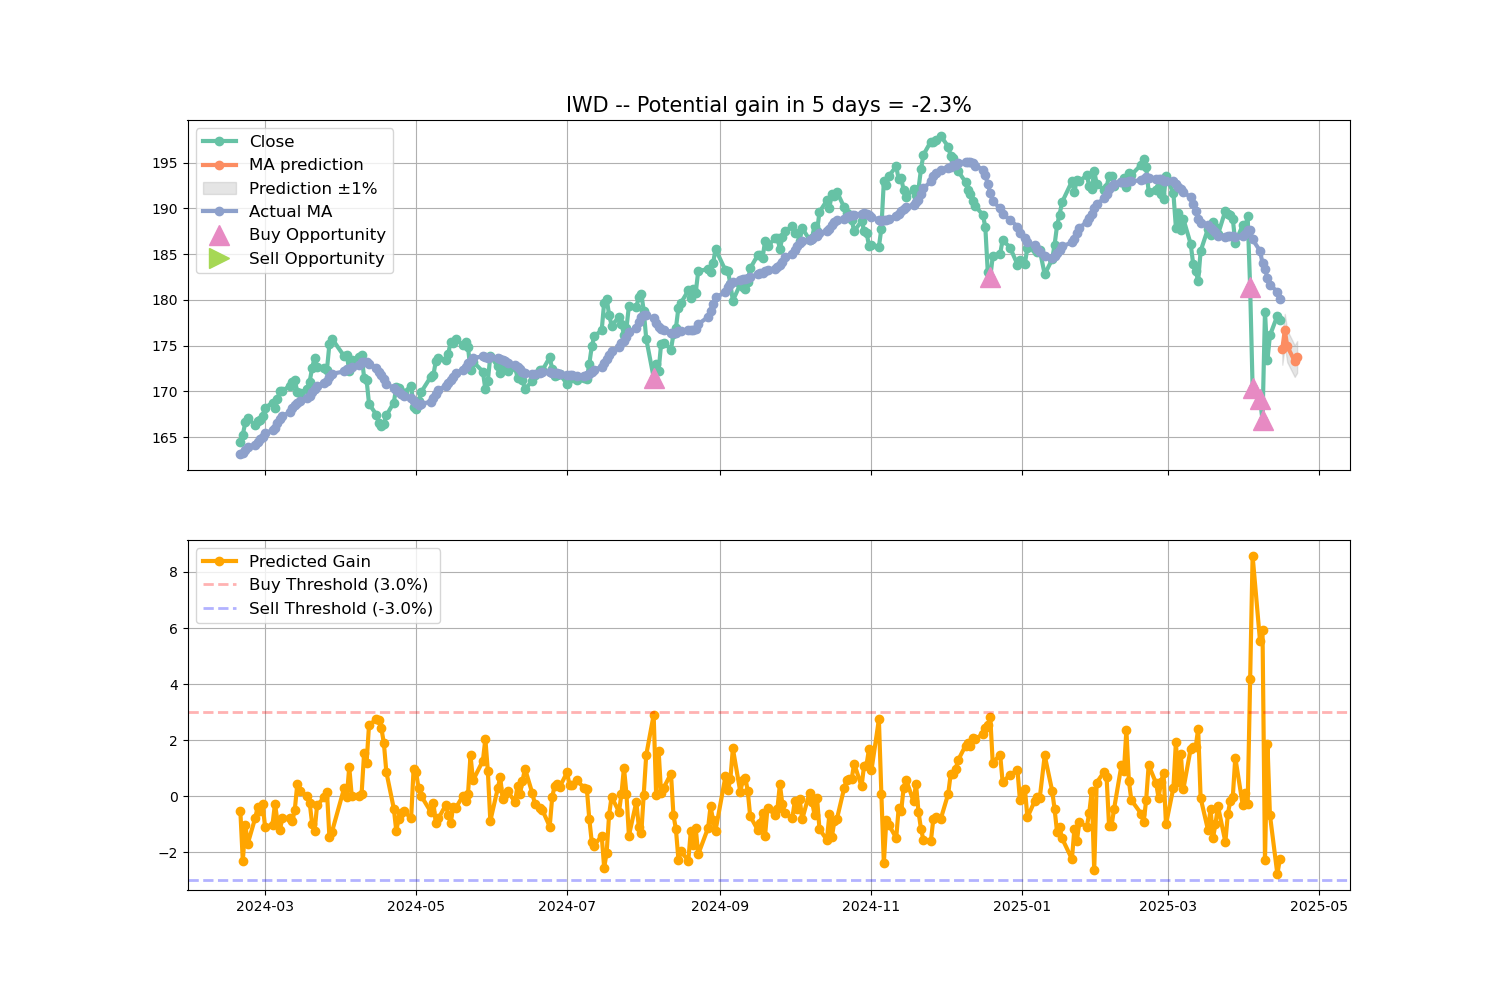 IWD -- Potential gain in 5 days = -2.3%
Close
MA prediction
Prediction ±1%
Actual MA
Buy Opportunity
Sell Opportunity
195
190
185
180
175
170
165
Predicted Gain
Buy Threshold (3.0%)
Sell Threshold (-3.0%)
8
6
4
2
0
−2
2024-03 2024-05 2024-07 2024-09 2024-11 2025-01 2025-03 2025-05